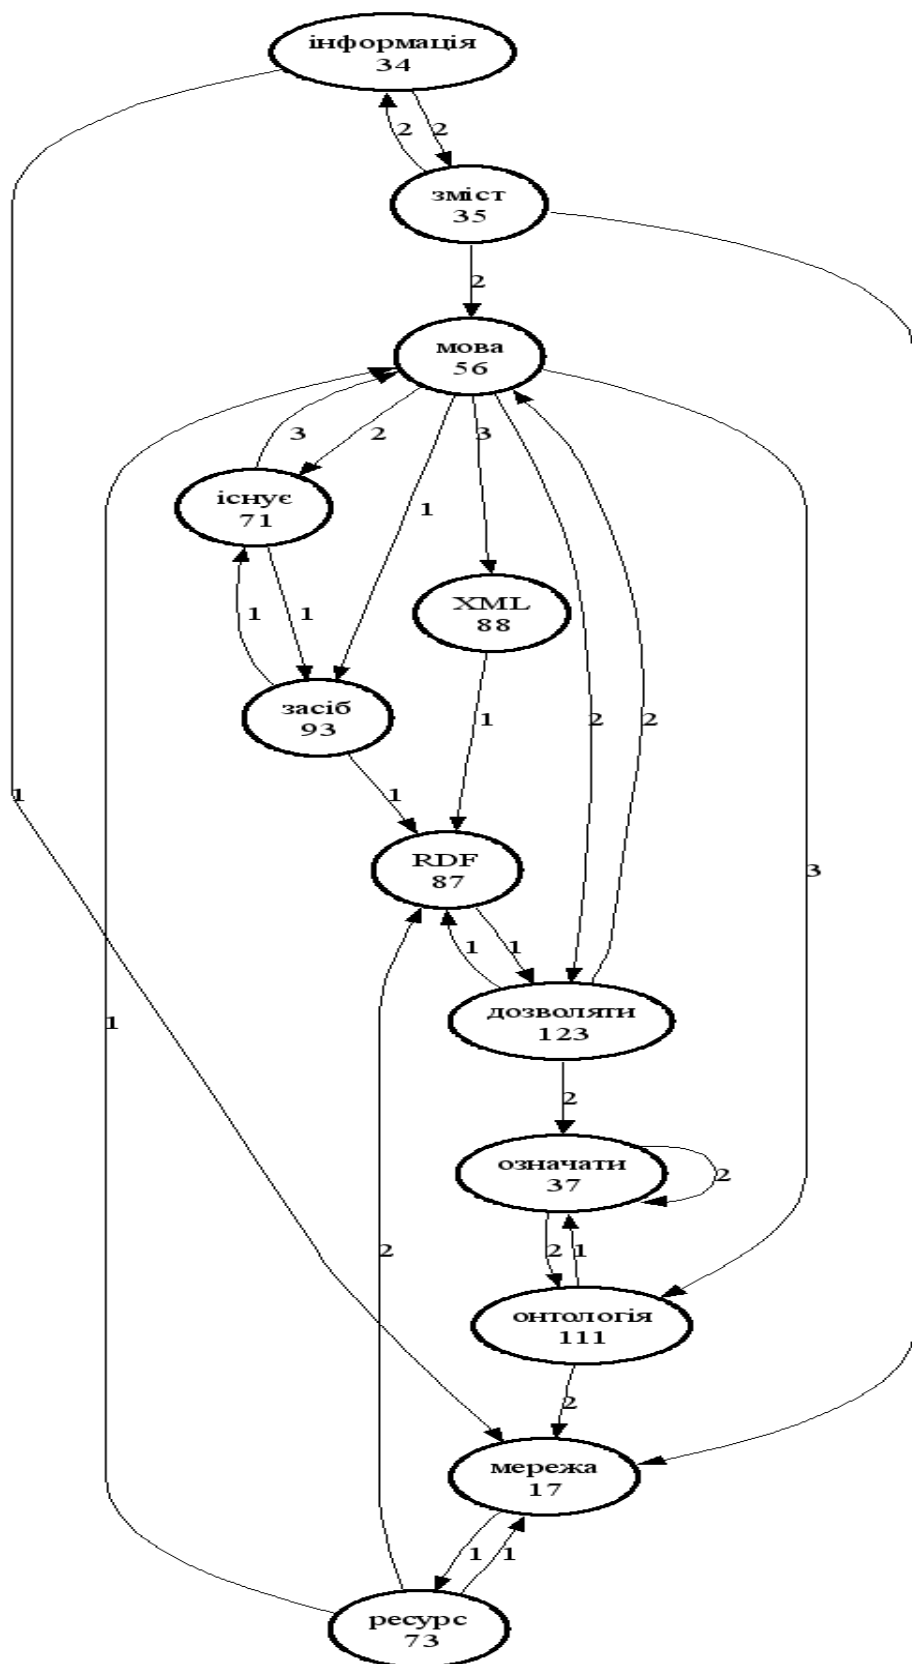 інформація
34
2 2
зміст
35
2
мова
56
3 2
1
3
існує
71
XML
88
1 1
засіб
93
1
2 2
1
1
RDF
87
3
1 1
дозволяти
123
1
2
означати
37
2
2
2 1
онтологія
111
2
мережа
17
1 1
ресурс
73